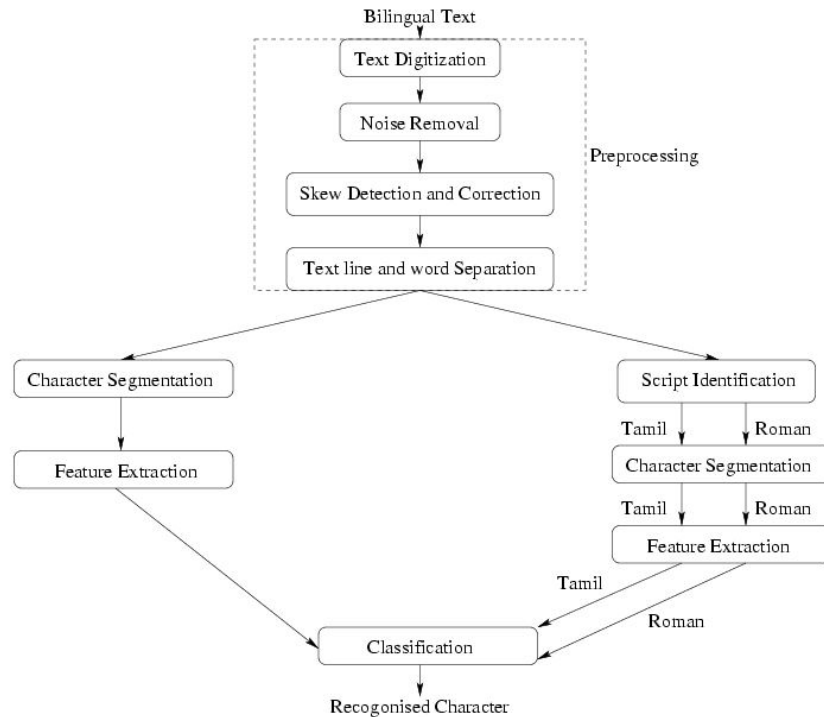 Bilingual Text
Text Digitization
Noise Removal
Preprocessing
Skew Detection and Correction
Text line and word Separation
Character Segmentation
Script Identification
Tamil Roman
Feature Extraction
Character Segmentation
Tamil Roman
Feature Extraction
Tamil
Roman
Classification
Recogonised Character